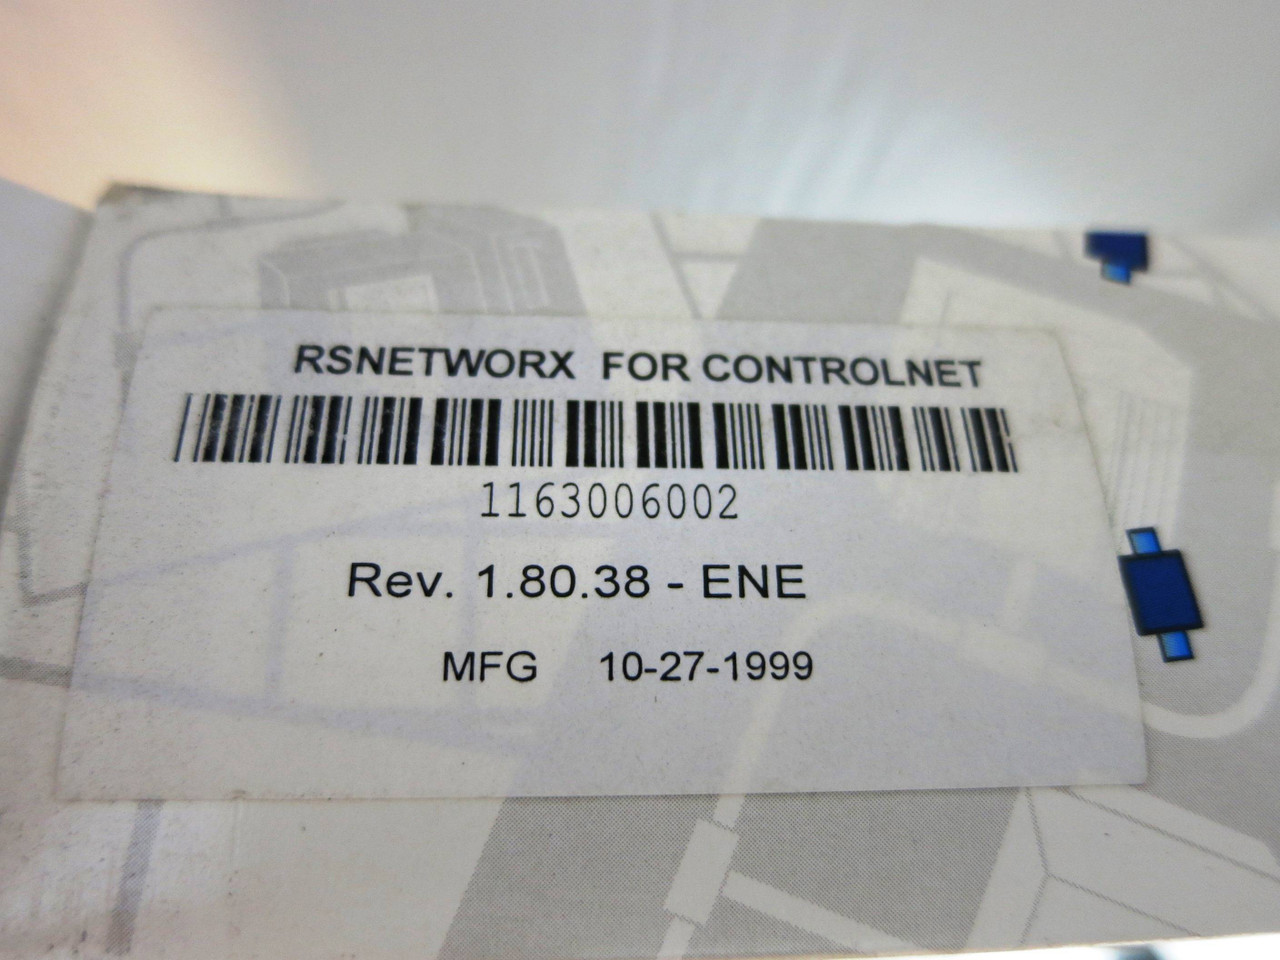 RSNETWORX FOR CONTROLNET
1163006002
Rev. 1.80.38 - ENE
MFG 10-27-1999